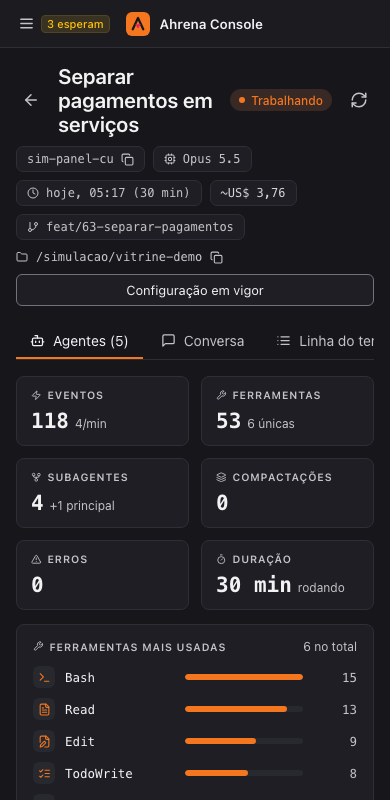 3 esperam
Ahrena Console
Separar
pagamentos em
serviços
Trabalhando
sim-panel-cu
Opus 5.5
hoje, 05:17 (30 min)
~US$ 3,76
feat/63-separar-pagamentos
/simulacao/vitrine-demo
Configuração em vigor
Agentes (5)
Conversa
Linha do ter
EVENTOS
118 4/min
FERRAMENTAS
53 6 únicas
SUBAGENTES
4 +1 principal
COMPACTAÇÕES
0
ERROS
0
DURAÇÃO
30 min rodando
FERRAMENTAS MAIS USADAS
6 no total
Bash 15
Read 13
Edit 9
TodoWrite 8